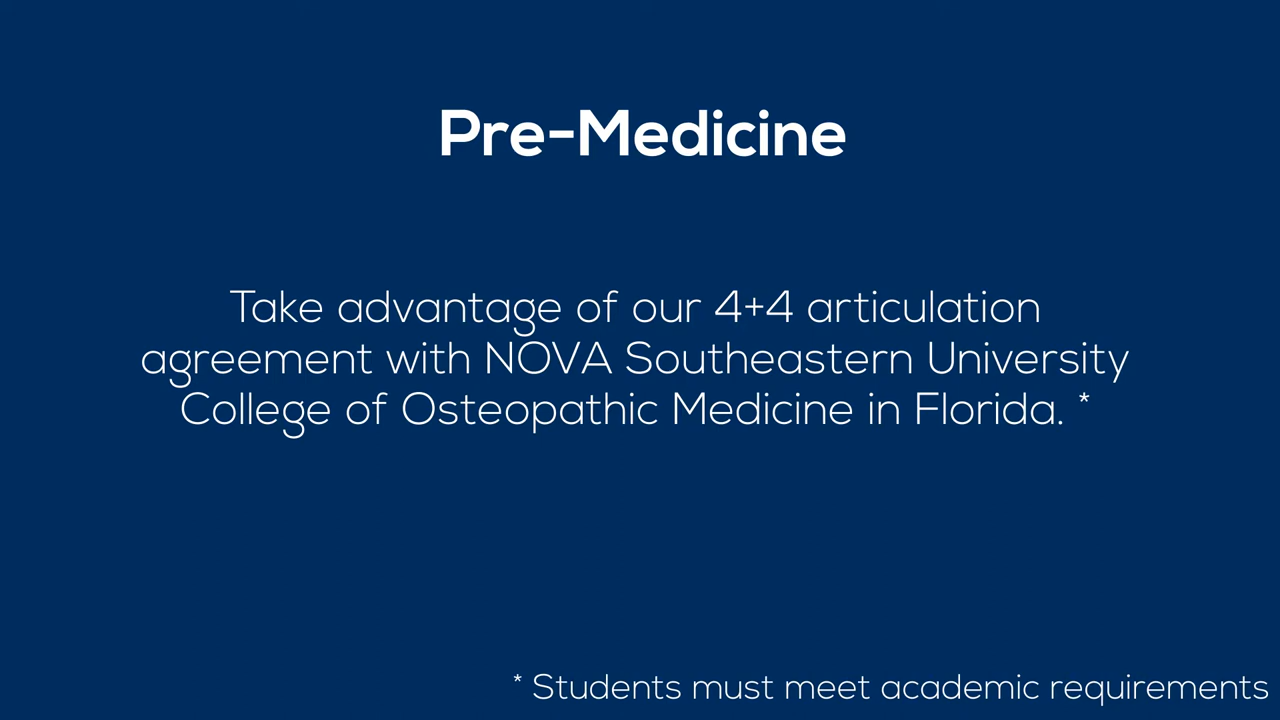 Pre-Medicine
Take advantage of our 4+4 articulation
agreement with NOVA Southeastern University
College of Osteopathic Medicine in Florida. *
* Students must meet academic requirements